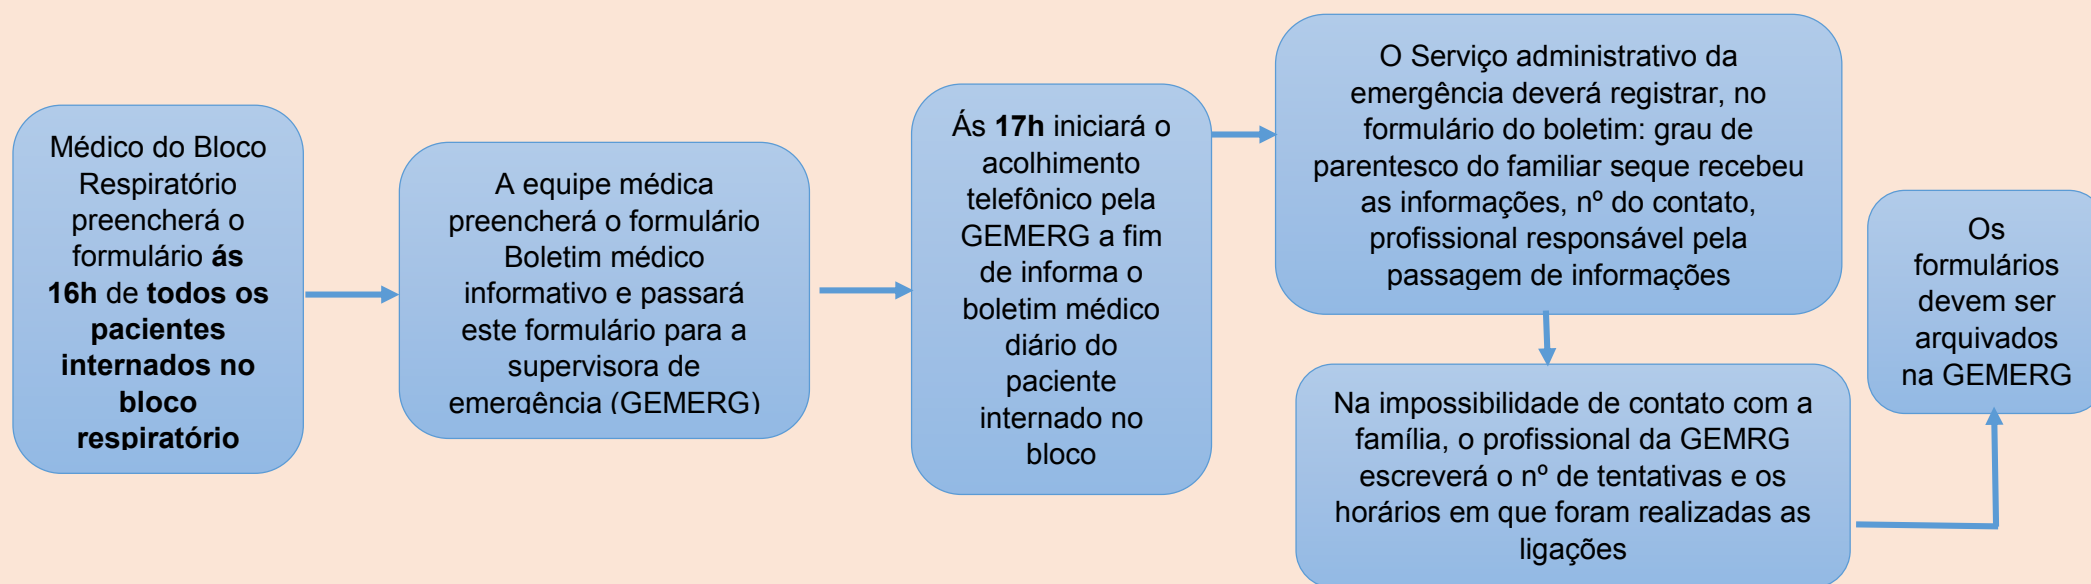 Médico do Bloco
Respiratório
preencherá o
formulário ás
16h de todos os
pacientes
internados no
bloco
respiratório
A equipe médica
preencherá o formulário
Boletim médico
informativo e passará
este formulário para a
supervisora de
emergência (GEMERG)
Ás 17h iniciará o
acolhimento
telefônico pela
GEMERG a fim
de informa o
boletim médico
diário do
paciente
internado no
bloco
O Serviço administrativo da
emergência deverá registrar, no
formulário do boletim: grau de
parentesco do familiar seque recebeu
as informações, nº do contato,
profissional responsável pela
passagem de informações
Na impossibilidade de contato com a
família, o profissional da GEMRG
escreverá o nº de tentativas e os
horários em que foram realizadas as
ligações
Os
formulários
devem ser
arquivados
na GEMERG